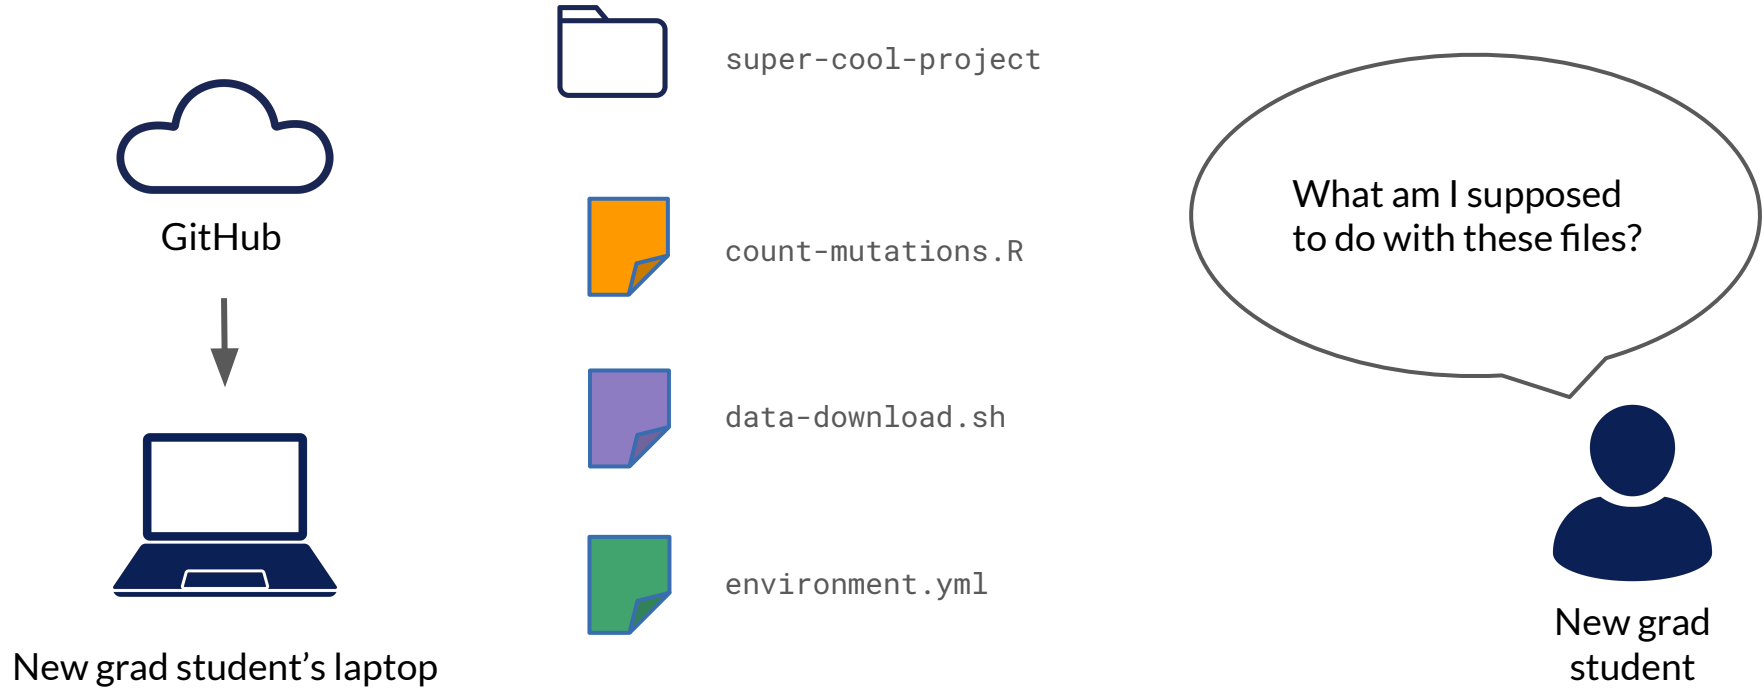 GitHub
New grad student’s laptop
super-cool-project
count-mutations.R
data-download.sh
environment.yml
What am I supposed
to do with these files?
New grad
student